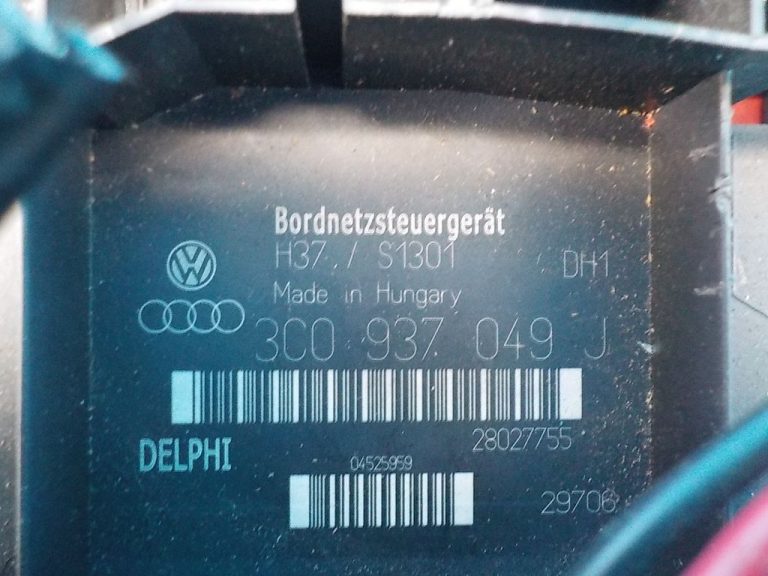 Bordnetzsteuergerät
H37 / S1301
DH1
Made in Hungary
3C0 937 049 J
28027755
DELPHI
04525959
29706